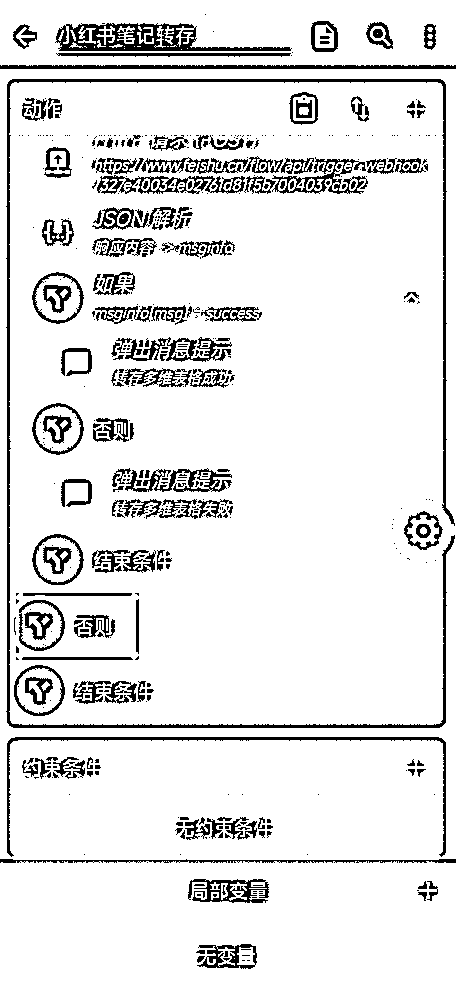 小红书笔记转存
动作
请求 (POST)
https://www.feishu.cn/flow/api/trigger-webhook
JSON 解析
响应内容 -> msginfo
如果
msginfo[msg] = success
弹出消息提示
转存多维表格成功
否则
弹出消息提示
转存多维表格失败
结束条件
否则
结束条件
约束条件
无约束条件
局部变量
无变量